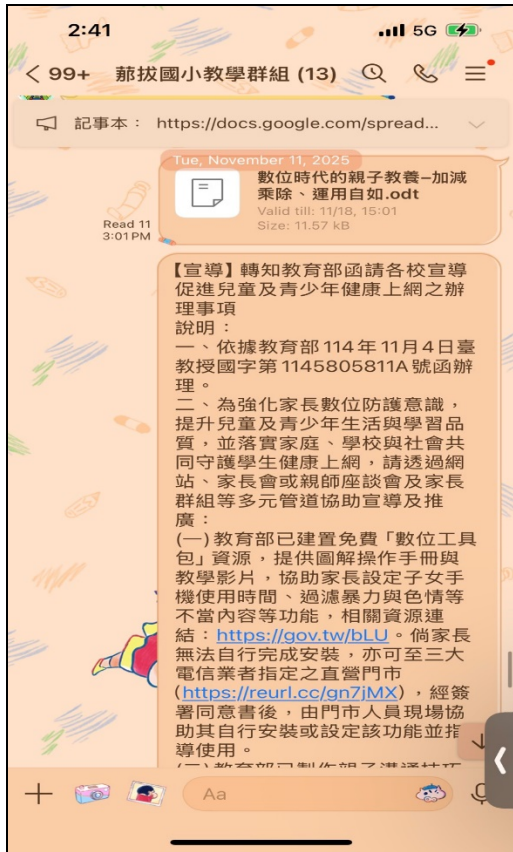 2:41
5G
99+ 蔀拔國小教學群組 (13)
記事本： https://docs.google.com/spread...
Tue, November 11, 2025
數位時代的親子教養–加減
乘除、運用自如.odt
Valid till: 11/18, 15:01
Size: 11.57 kB
Read 11
3:01 PM
【宣導】轉知教育部函請各校宣導
促進兒童及青少年健康上網之辦
理事項
說明：
一、依據教育部114年11月4日臺
教授國字第1145805811A號函辦
理。
二、為強化家長數位防護意識，
提升兒童及青少年生活與學習品
質，並落實家庭、學校與社會共
同守護學生健康上網，請透過網
站、家長會或親師座談會及家長
群組等多元管道協助宣導及推
廣：
(一)教育部已建置免費「數位工具
包」資源，提供圖解操作手冊與
教學影片，協助家長設定子女手
機使用時間、過濾暴力與色情等
不當內容等功能，相關資源連
結：https://gov.tw/bLU。倘家長
無法自行完成安裝，亦可至三大
電信業者指定之直營門市
(https://reurl.cc/gn7jMX)，經簽
署同意書後，由門市人員現場協
助其自行安裝或設定該功能並指
導使用。
(二)教育部已製作親子溝通技巧
Aa